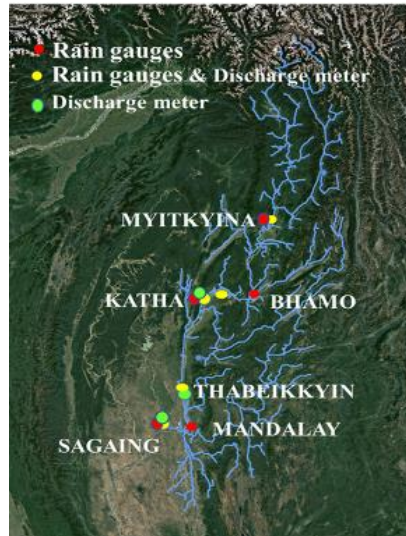 Rain gauges
Rain gauges & Discharge meter
Discharge meter
MYITKYINA
KATHA
BHAMO
THABEIKKYIN
SAGAING
MANDALAY